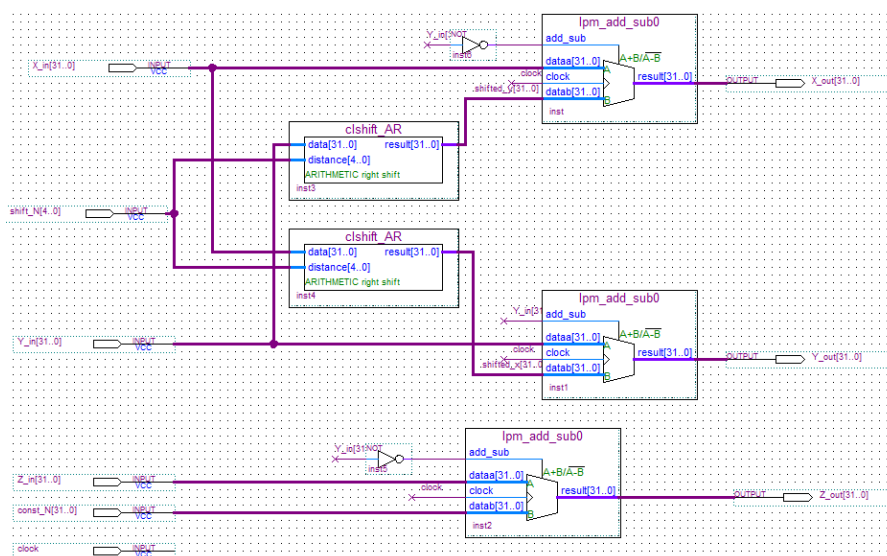 lpm_add_sub0
Y_in[ NOT
inst6
add_sub
A+B/A-B
X_in[31..0] INPUT VCC
dataa[31..0] A
clock clock
result[31..0]
OUTPUT X_out[31..0]
shifted_y[31..0] datab[31..0] B
inst
clshift_AR
data[31..0] result[31..0]
distance[4..0]
ARITHMETIC right shift
inst3
shift_N[4..0] INPUT VCC
clshift_AR
data[31..0] result[31..0]
distance[4..0]
ARITHMETIC right shift
inst4
lpm_add_sub0
Y_in[31 add_sub
A+B/A-B
Y_in[31..0] INPUT VCC
dataa[31..0] A
clock clock
result[31..0]
OUTPUT Y_out[31..0]
shifted_x[31..0 datab[31..0] B
inst1
lpm_add_sub0
Y_in[31 NOT
inst5
add_sub
A+B/A-B
Z_in[31..0] INPUT VCC
dataa[31..0] A
clock clock
result[31..0]
OUTPUT Z_out[31..0]
const_N[31..0] INPUT VCC
datab[31..0] B
inst2
clock INPUT VCC